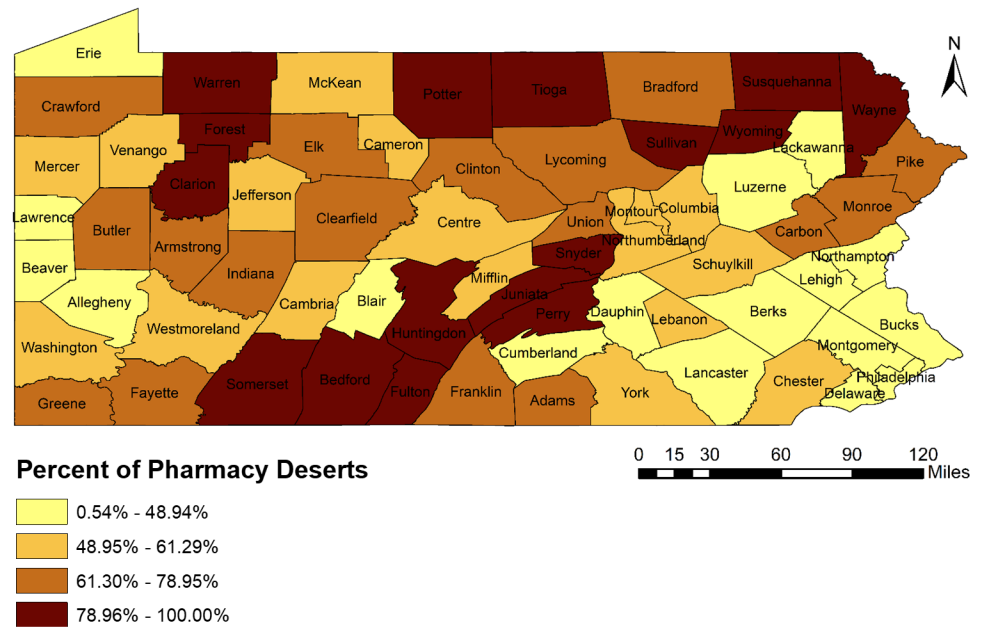 Erie
Warren
McKean
Potter
Tioga
Bradford
Susquehanna
Wayne
Crawford
Forest
Elk
Cameron
Sullivan
Wyoming
Lackawanna
Pike
Mercer
Venango
Clarion
Jefferson
Clinton
Lycoming
Luzerne
Monroe
Lawrence
Butler
Armstrong
Clearfield
Centre
Union
Montour
Columbia
Carbon
Beaver
Indiana
Snyder
Northumberland
Schuylkill
Northampton
Lehigh
Allegheny
Westmoreland
Cambria
Blair
Huntingdon
Mifflin
Juniata
Perry
Dauphin
Lebanon
Berks
Bucks
Washington
Cumberland
Lancaster
Montgomery
Greene
Fayette
Somerset
Bedford
Fulton
Franklin
Adams
York
Chester
Delaware
Philadelphia
N
0 15 30 60 90 120
Miles
Percent of Pharmacy Deserts
0.54% - 48.94%
48.95% - 61.29%
61.30% - 78.95%
78.96% - 100.00%